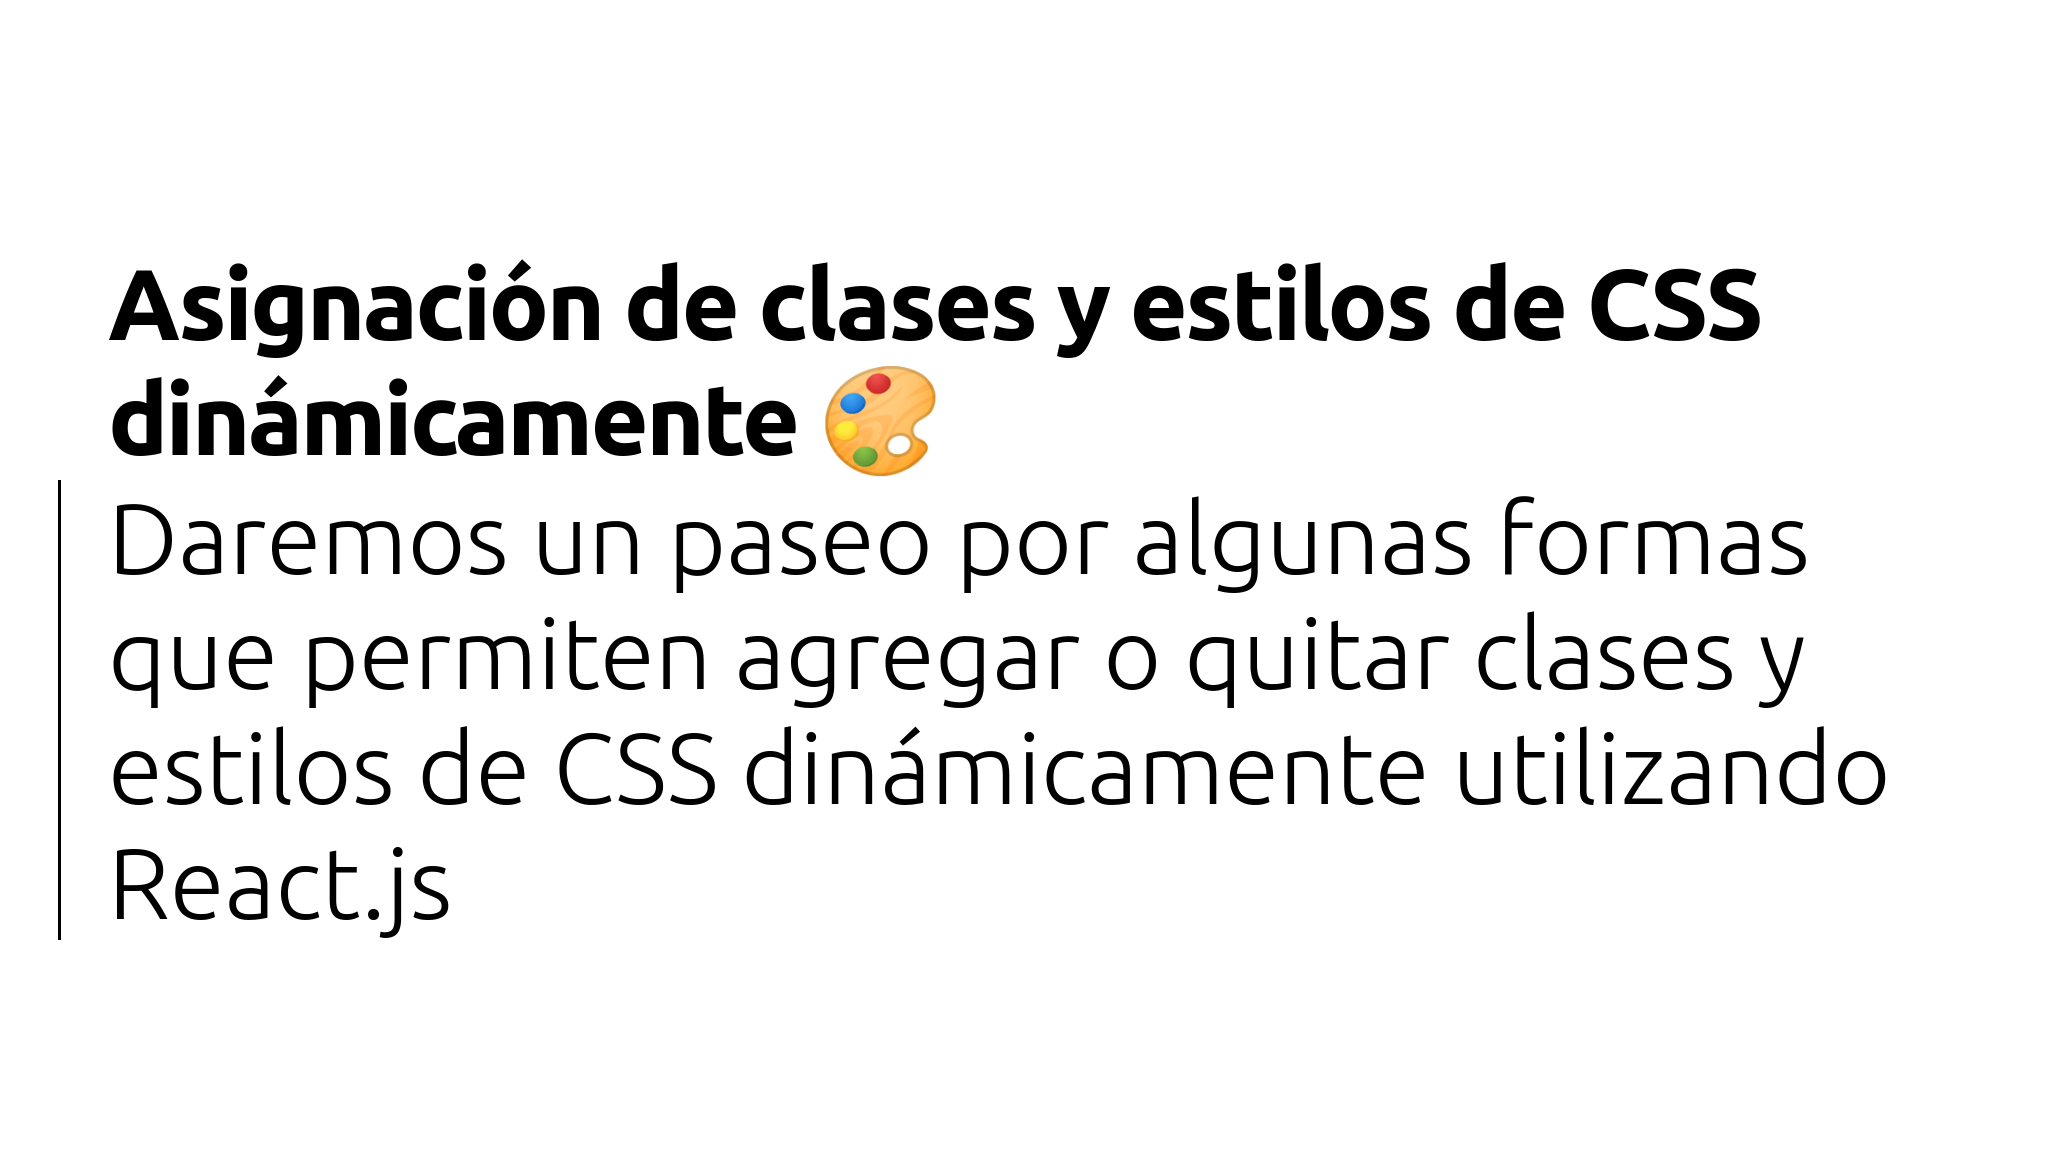 Asignación de clases y estilos de CSS
dinámicamente 🎨
Daremos un paseo por algunas formas
que permiten agregar o quitar clases y
estilos de CSS dinámicamente utilizando
React.js